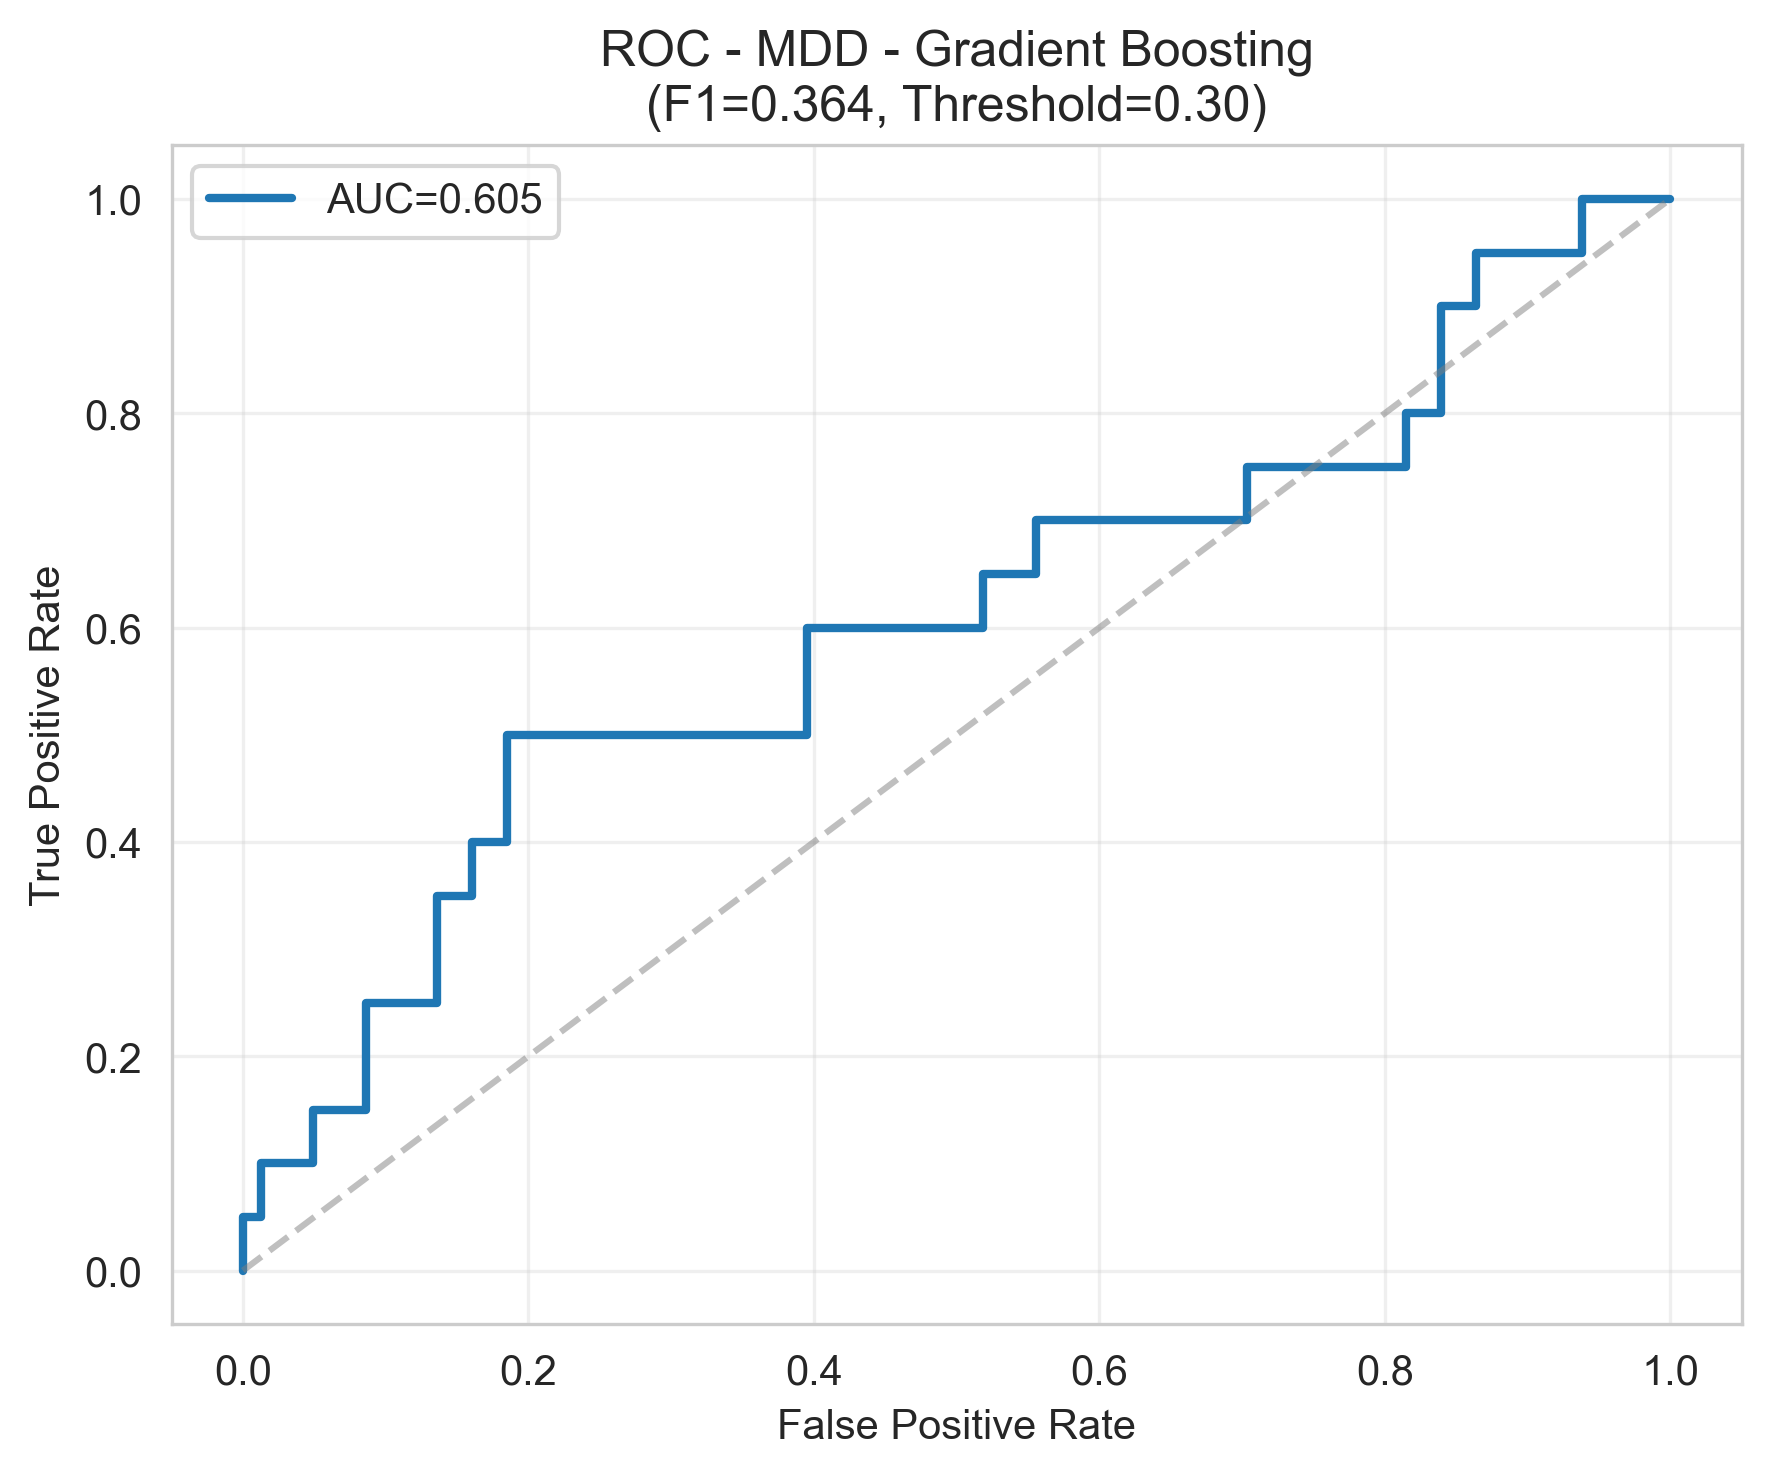 ROC - MDD - Gradient Boosting
(F1=0.364, Threshold=0.30)
AUC=0.605
1.0
0.8
0.6
0.4
0.2
0.0
True Positive Rate
0.0 0.2 0.4 0.6 0.8 1.0
False Positive Rate